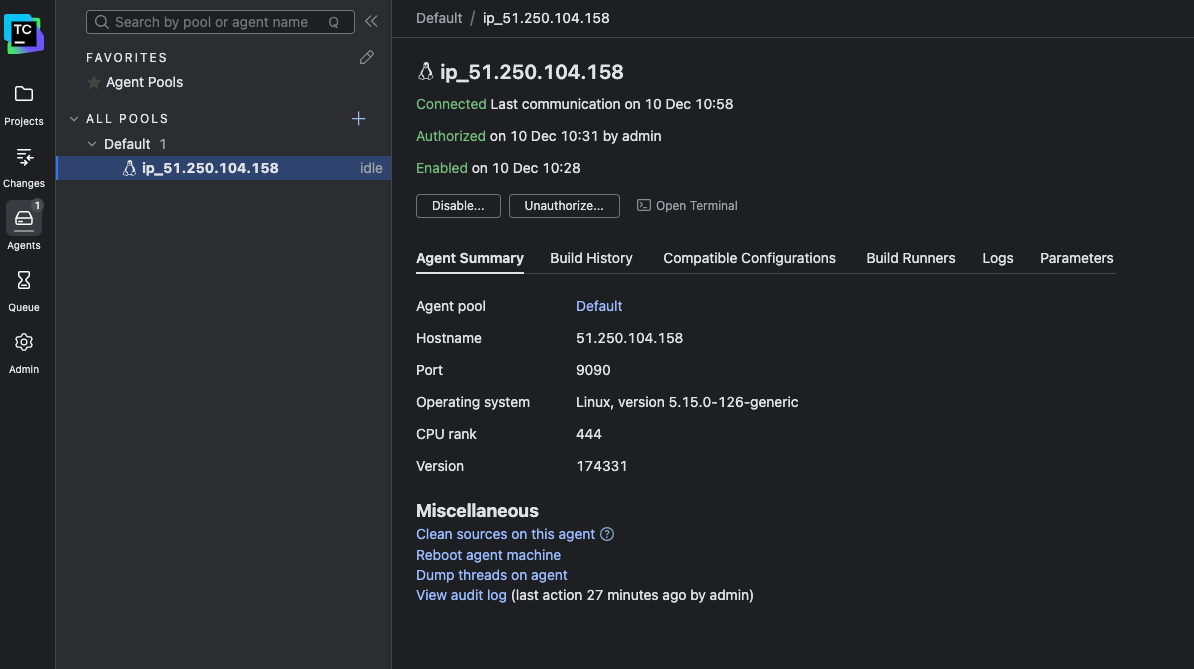 TC
Projects
Changes
1
Agents
Queue
Admin
Search by pool or agent name Q
FAVORITES
Agent Pools
ALL POOLS
Default 1
ip_51.250.104.158 idle
Default / ip_51.250.104.158
ip_51.250.104.158
Connected Last communication on 10 Dec 10:58
Authorized on 10 Dec 10:31 by admin
Enabled on 10 Dec 10:28
Disable... Unauthorize... Open Terminal
Agent Summary Build History Compatible Configurations Build Runners Logs Parameters
Agent pool Default
Hostname 51.250.104.158
Port 9090
Operating system Linux, version 5.15.0-126-generic
CPU rank 444
Version 174331
Miscellaneous
Clean sources on this agent ?
Reboot agent machine
Dump threads on agent
View audit log (last action 27 minutes ago by admin)